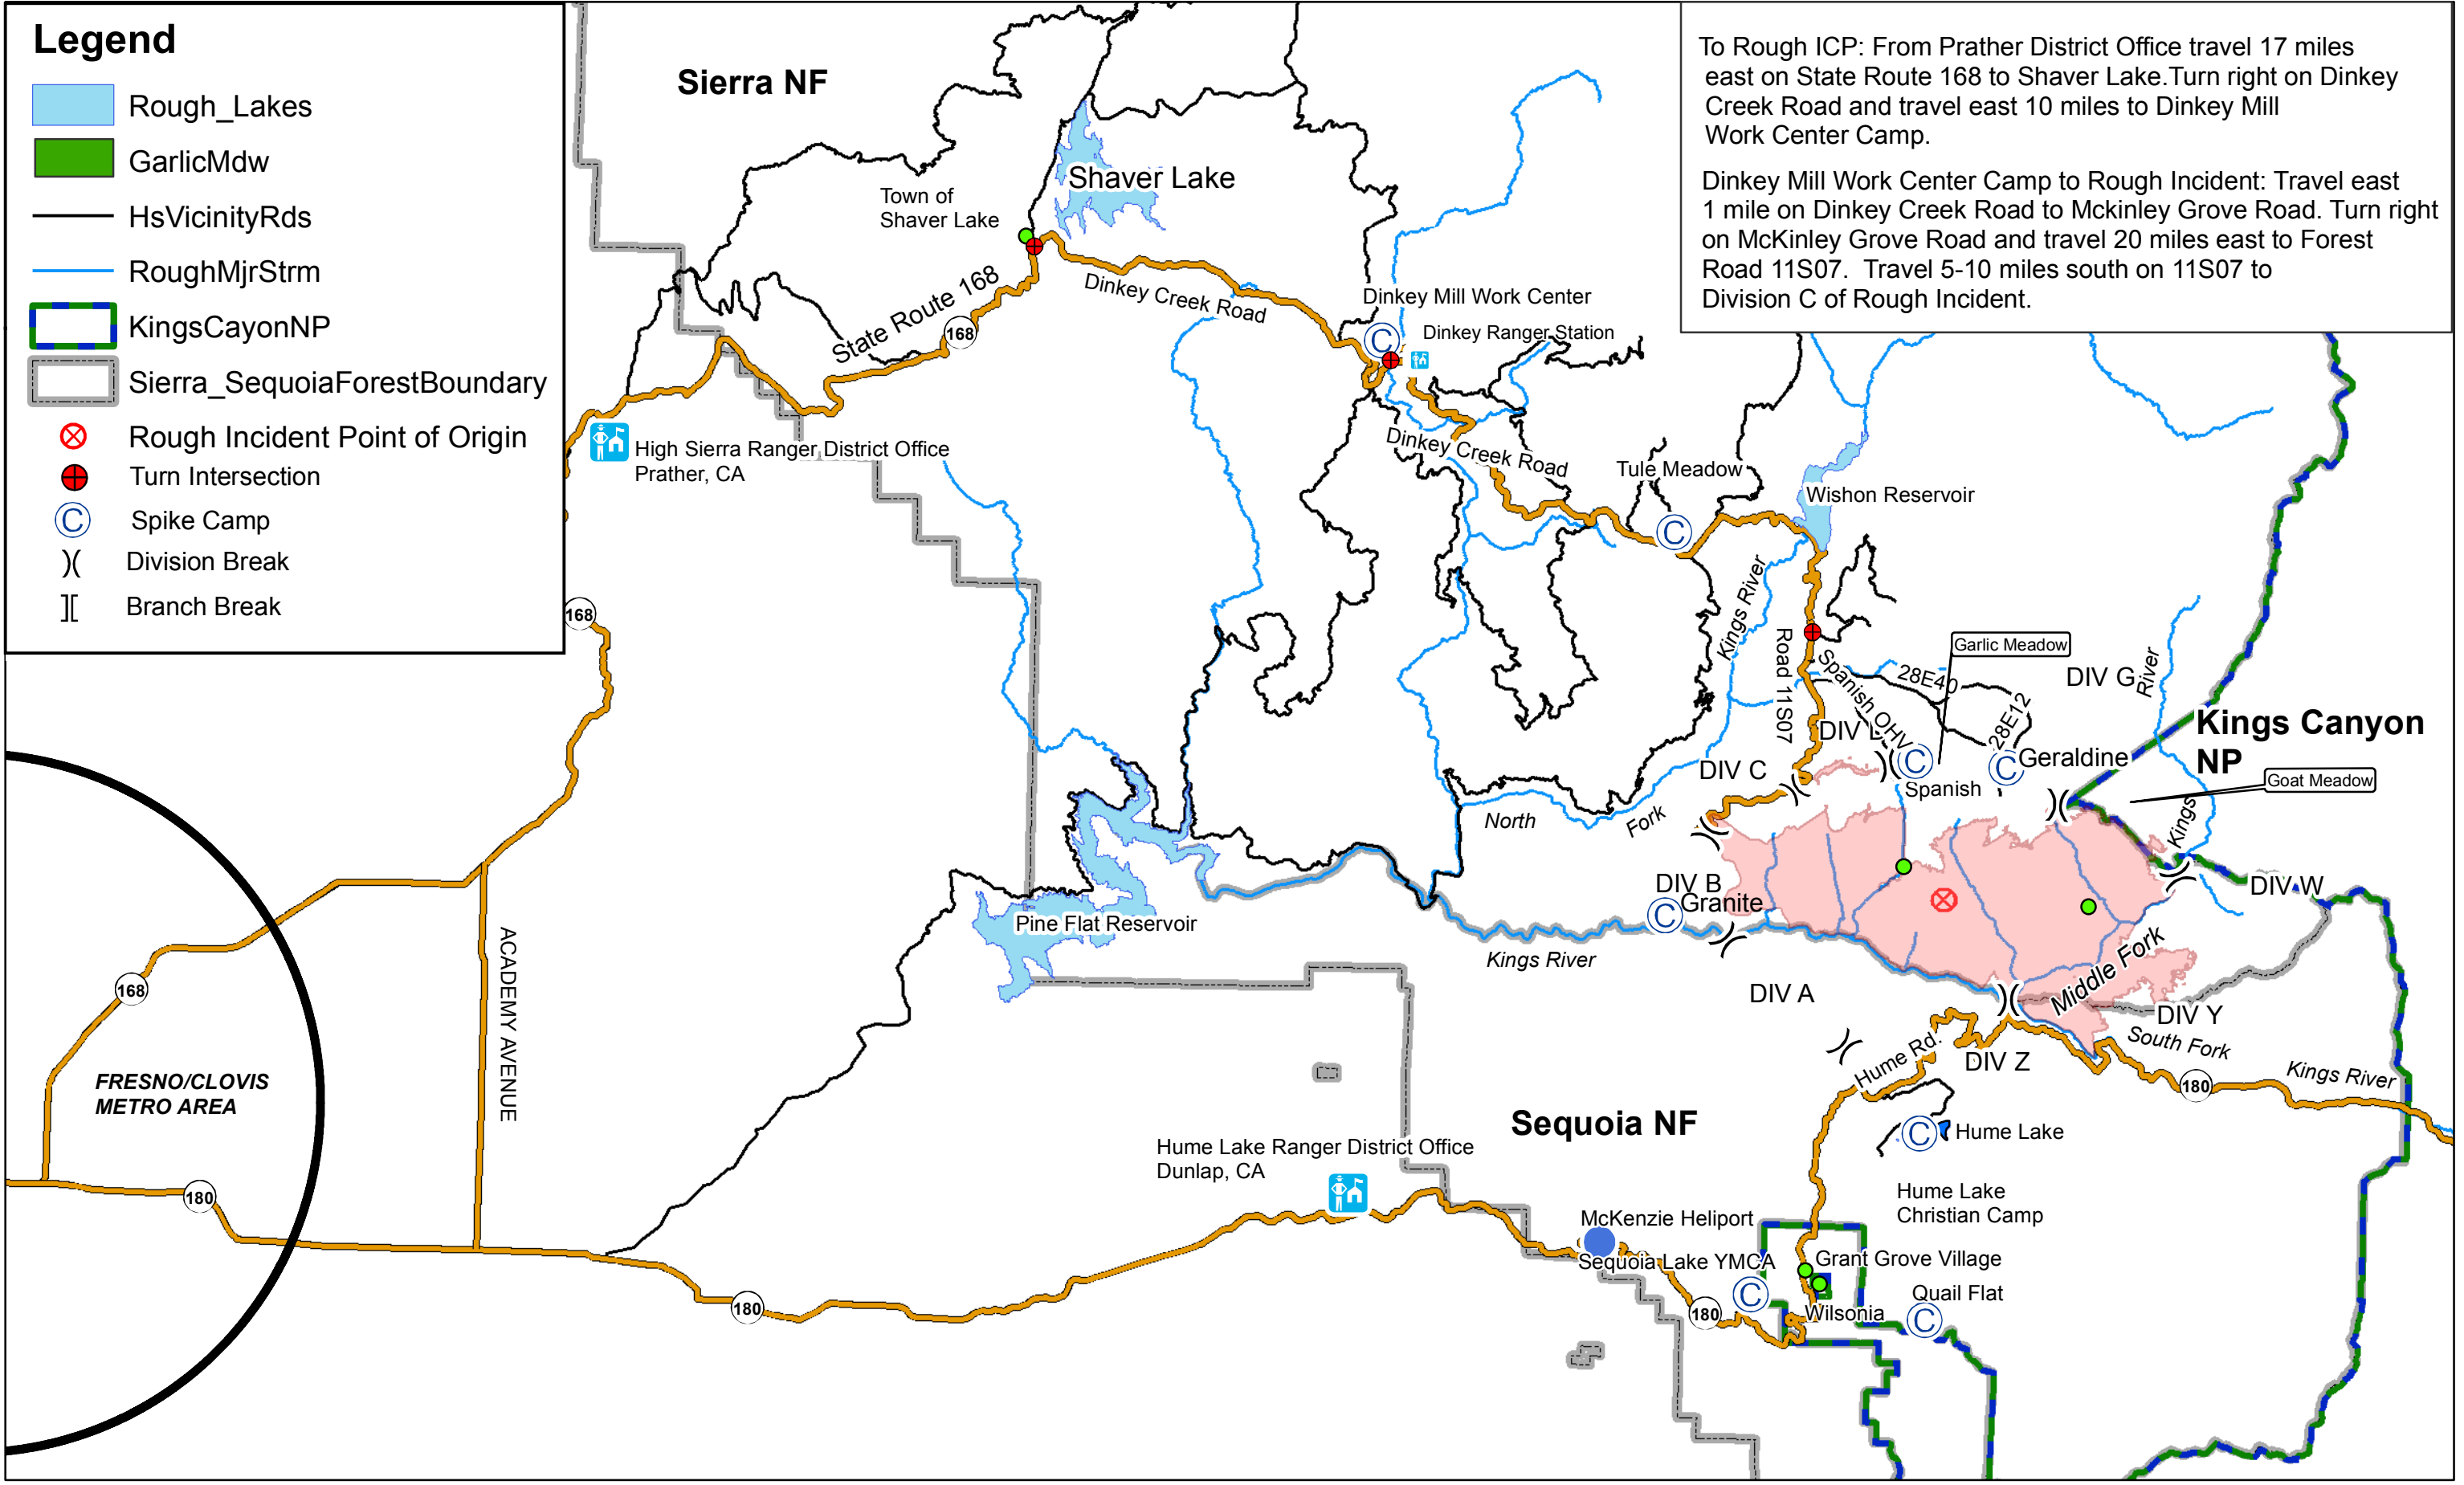 Legend
Rough_Lakes
GarlicMdw
HsVicinityRds
RoughMjrStrm
KingsCayonNP
Sierra_SequoiaForestBoundary
Rough Incident Point of Origin
Turn Intersection
C
Spike Camp
)(
Division Break
][
Branch Break
To Rough ICP: From Prather District Office travel 17 miles
east on State Route 168 to Shaver Lake.Turn right on Dinkey
Creek Road and travel east 10 miles to Dinkey Mill
Work Center Camp.
Dinkey Mill Work Center Camp to Rough Incident: Travel east
1 mile on Dinkey Creek Road to Mckinley Grove Road. Turn right
on McKinley Grove Road and travel 20 miles east to Forest
Road 11S07.  Travel 5-10 miles south on 11S07 to
Division C of Rough Incident.
Sierra NF
Town of
Shaver Lake
Shaver Lake
State Route 168
168
Dinkey Creek Road
Dinkey Mill Work Center
C
Dinkey Ranger Station
High Sierra Ranger District Office
Prather, CA
Dinkey Creek Road
Tule Meadow
C
Wishon Reservoir
168
Kings River
Road 11S07
Spanish OHV
28E40
28E12
Garlic Meadow
DIV G
River
Kings Canyon
NP
DIV
C
C
Geraldine
DIV C
Spanish
Goat Meadow
North
Fork
Kings
DIV B
Granite
C
DIV W
Pine Flat Reservoir
Kings River
Middle Fork
DIV A
DIV Y
South Fork
168
ACADEMY AVENUE
FRESNO/CLOVIS
METRO AREA
Hume Rd.
DIV Z
180
Kings River
Sequoia NF
C
Hume Lake
Hume Lake Ranger District Office
Dunlap, CA
180
Hume Lake
Christian Camp
McKenzie Heliport
Sequoia Lake YMCA
Grant Grove Village
C
Quail Flat
C
180
180
Wilsonia